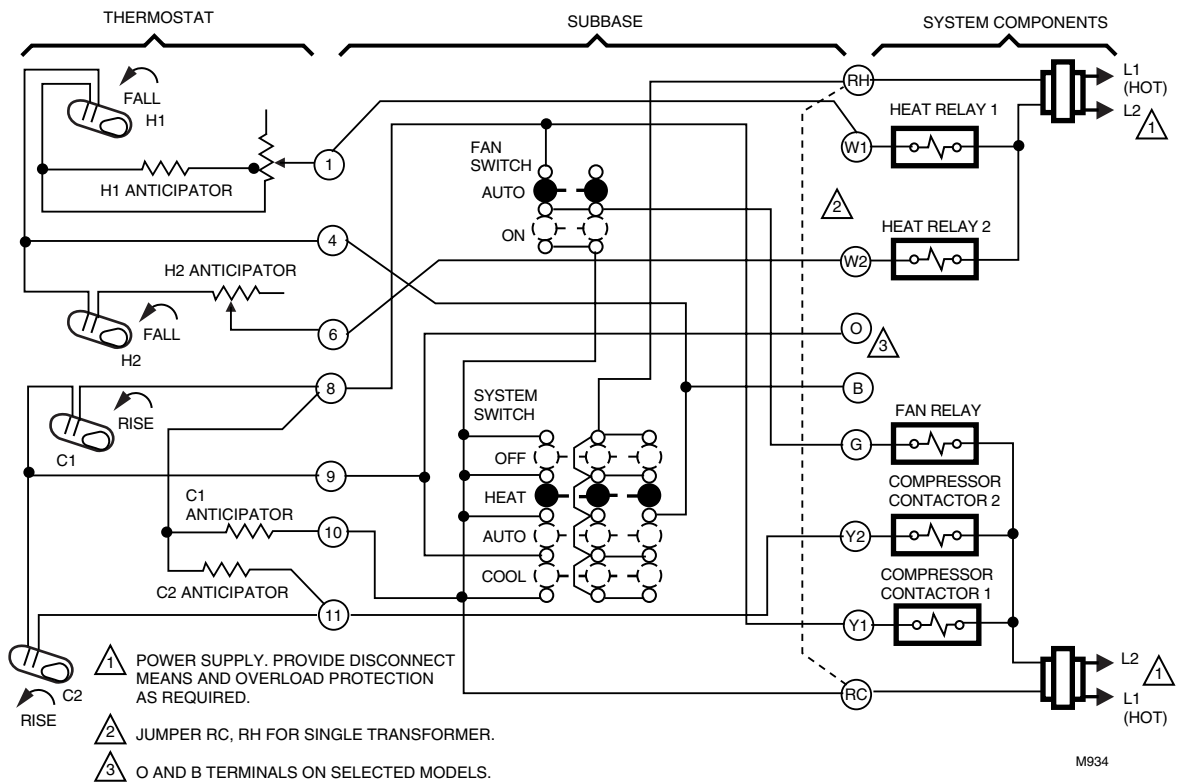 THERMOSTAT
SUBBASE
SYSTEM COMPONENTS
FALL
H1
H1 ANTICIPATOR
1
4
H2 ANTICIPATOR
6
FALL
H2
8
RISE
C1
9
C1
ANTICIPATOR
10
C2 ANTICIPATOR
11
C2
RISE
FAN
SWITCH
AUTO
ON
SYSTEM
SWITCH
OFF
HEAT
AUTO
COOL
RH
L1
(HOT)
L2
1
HEAT RELAY 1
W1
2
HEAT RELAY 2
W2
O
3
B
FAN RELAY
G
COMPRESSOR
CONTACTOR 2
Y2
COMPRESSOR
CONTACTOR 1
Y1
L2
1
RC
L1
(HOT)
1 POWER SUPPLY. PROVIDE DISCONNECT
MEANS AND OVERLOAD PROTECTION
AS REQUIRED.
2 JUMPER RC, RH FOR SINGLE TRANSFORMER.
3 O AND B TERMINALS ON SELECTED MODELS.
M934